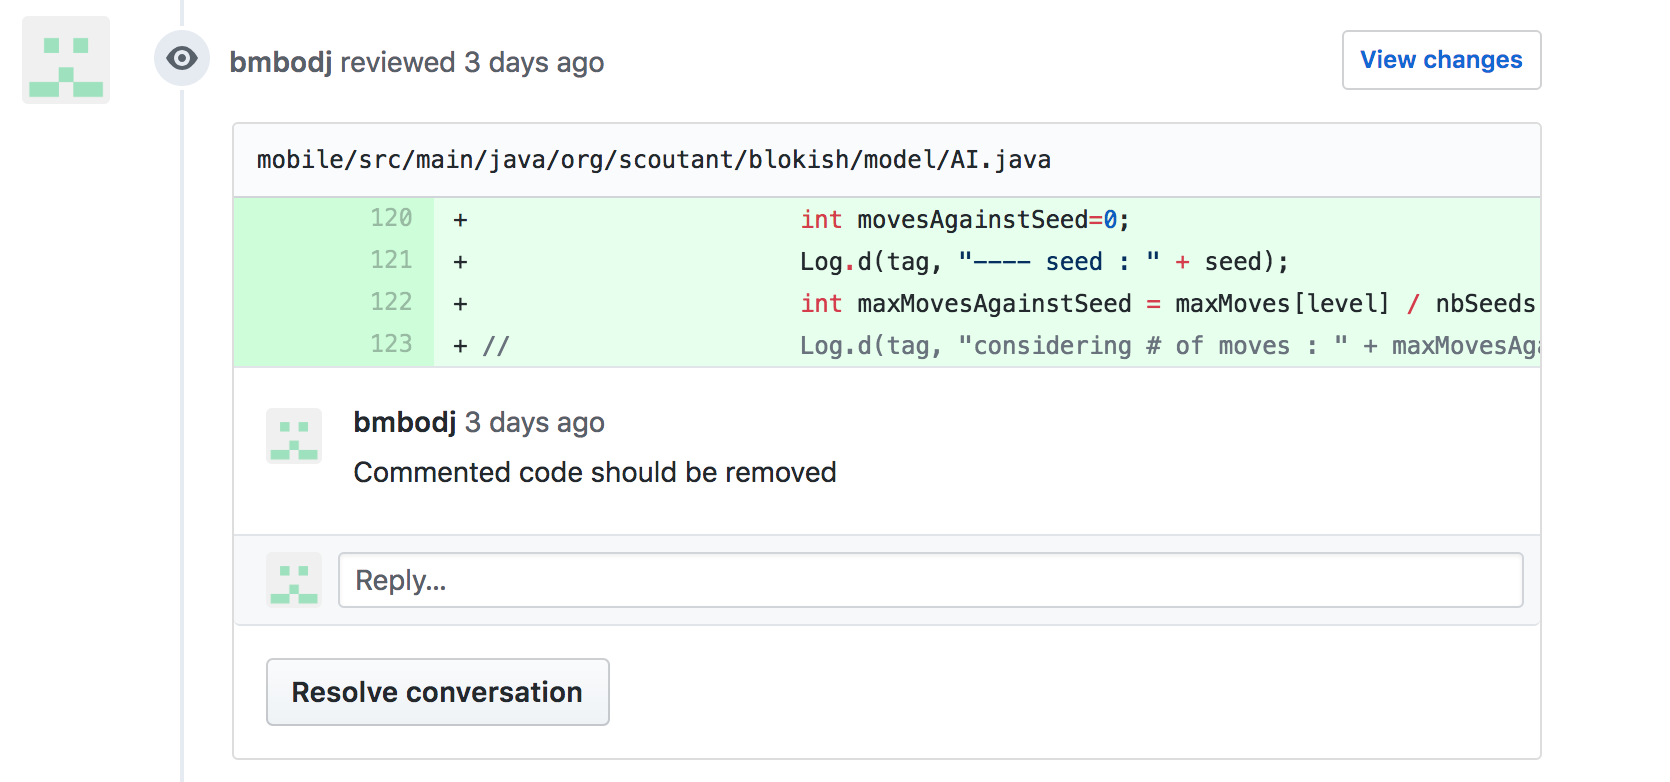 bmbodj reviewed 3 days ago
View changes
mobile/src/main/java/org/scoutant/blokish/model/AI.java
120 + int movesAgainstSeed=0;
121 + Log.d(tag, "---- seed : " + seed);
122 + int maxMovesAgainstSeed = maxMoves[level] / nbSeeds
123 + // Log.d(tag, "considering # of moves : " + maxMovesAga
bmbodj 3 days ago
Commented code should be removed
Reply...
Resolve conversation